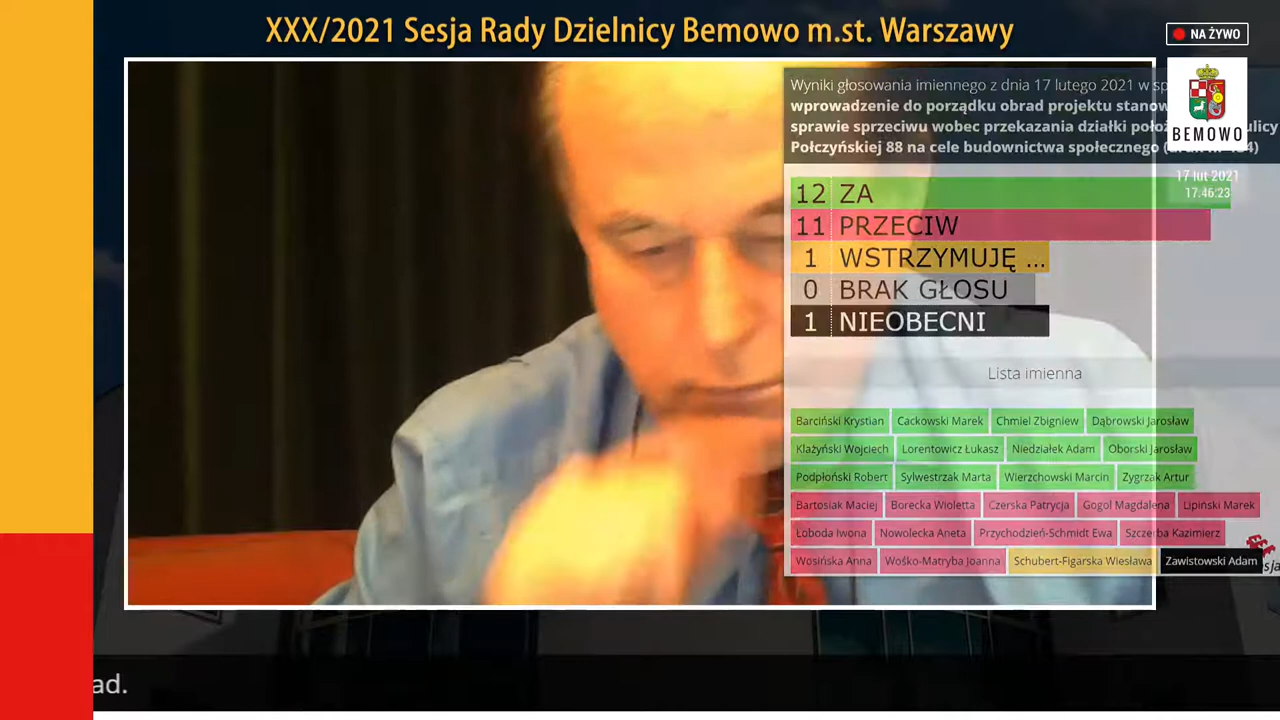 XXX/2021 Sesja Rady Dzielnicy Bemowo m.st. Warszawy
NA ŻYWO
BEMOWO
17 lut 2021
17.46.23
Wyniki głosowania imiennego z dnia 17 lutego 2021 w
wprowadzenie do porządku obrad projektu
sprawie sprzeciwu wobec przekazania działki
Połczyńskiej 88 na cele budownictwa społecznego
12 ZA
11 PRZECIW
1 WSTRZYMUJĘ ...
0 BRAK GŁOSU
1 NIEOBECNI
Lista imienna
Barciński Krystian Cackowski Marek Chmiel Zbigniew Dąbrowski Jarosław
Klażyński Wojciech Lorentowicz Łukasz Niedziałek Adam Oborski Jarosław
Podpłoński Robert Sylwestrzak Marta Wierzchowski Marcin Zygrzak Artur
Bartosiak Maciej Borecka Wioletta Czerska Patrycja Gogol Magdalena Lipiński Marek
Łoboda Iwona Nowolecka Aneta Przychodzień-Schmidt Ewa Szczerba Kazimierz
Wosińska Anna Wośko-Matryba Joanna Schubert-Figarska Wiesława Zawistowski Adam
ad.